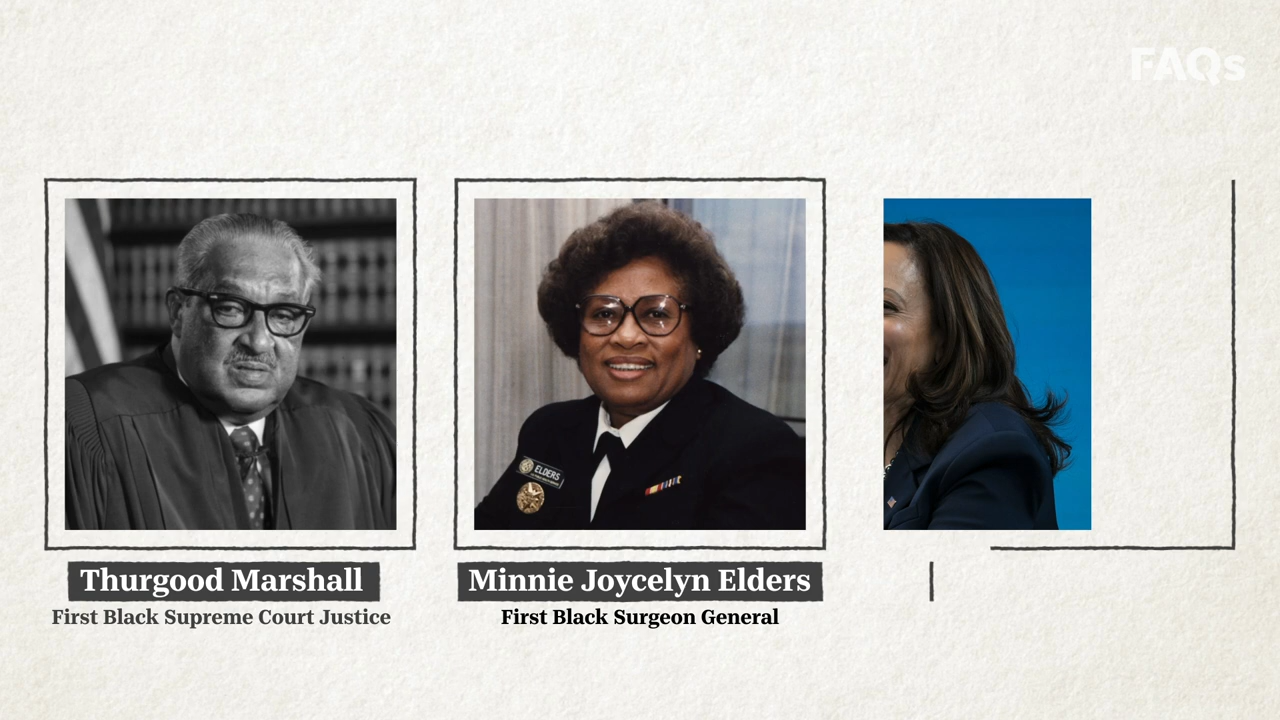 FAQs
Thurgood Marshall
First Black Supreme Court Justice
ELDERS
Minnie Joycelyn Elders
First Black Surgeon General